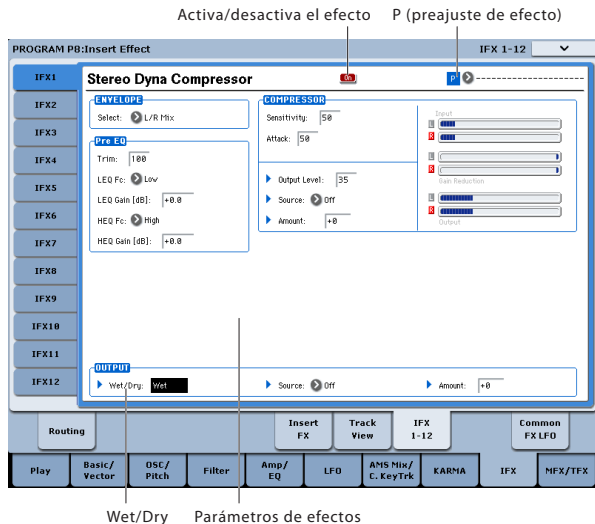 Activa/desactiva el efecto P (preajuste de efecto)
PROGRAM P8:Insert Effect IFX 1-12
IFX1
IFX2
IFX3
IFX4
IFX5
IFX6
IFX7
IFX8
IFX9
IFX10
IFX11
IFX12
Stereo Dyna Compressor On P ---------------
ENVELOPE
Select: L/R Mix
Pre EQ
Trim: 100
LEQ Fc: Low
LEQ Gain [dB]: +0.0
HEQ Fc: High
HEQ Gain [dB]: +0.0
COMPRESSOR
Sensitivity: 50
Attack: 50
Output Level: 35
Source: Off
Amount: +0
Input
L
R
L
R
Gain Reduction
L
R
Output
OUTPUT
Wet/Dry: Wet Source: Off Amount: +0
Routing Insert FX Track View IFX 1-12 Common FX LFO
Play Basic/Vector OSC/Pitch Filter Amp/EQ LFO AMS Mix/C. KeyTrk KARMA IFX MFX/TFX
Wet/Dry Parámetros de efectos